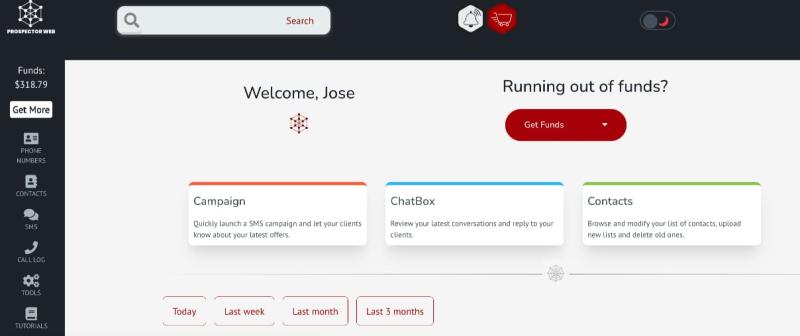 PROSPECTOR WEB
Search
Funds:
$318.79
Get More
PHONE
NUMBERS
CONTACTS
SMS
CALL LOG
TOOLS
TUTORIALS
Welcome, Jose
Running out of funds?
Get Funds
Campaign
Quickly launch a SMS campaign and let your clients
know about your latest offers.
ChatBox
Review your latest conversations and reply to your
clients.
Contacts
Browse and modify your list of contacts, upload
new lists and delete old ones.
Today
Last week
Last month
Last 3 months